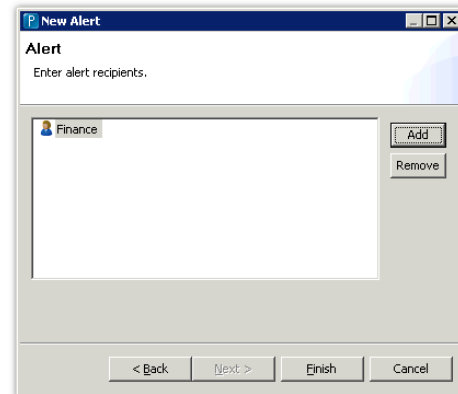 New Alert
Alert
Enter alert recipients.
Finance
Add
Remove
< Back
Next >
Finish
Cancel